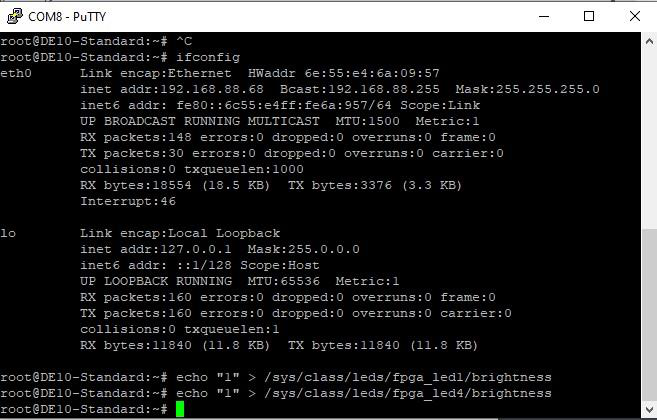 COM8 - PuTTY
root@DE10-Standard:~# ^C
root@DE10-Standard:~# ifconfig
eth0      Link encap:Ethernet  HWaddr 6e:55:e4:6a:09:57
          inet addr:192.168.88.68  Bcast:192.168.88.255  Mask:255.255.255.0
          inet6 addr: fe80::6c55:e4ff:fe6a:957/64 Scope:Link
          UP BROADCAST RUNNING MULTICAST  MTU:1500  Metric:1
          RX packets:148 errors:0 dropped:0 overruns:0 frame:0
          TX packets:30 errors:0 dropped:0 overruns:0 carrier:0
          collisions:0 txqueuelen:1000
          RX bytes:18554 (18.5 KB)  TX bytes:3376 (3.3 KB)
          Interrupt:46
lo        Link encap:Local Loopback
          inet addr:127.0.0.1  Mask:255.0.0.0
          inet6 addr: ::1/128 Scope:Host
          UP LOOPBACK RUNNING  MTU:65536  Metric:1
          RX packets:160 errors:0 dropped:0 overruns:0 frame:0
          TX packets:160 errors:0 dropped:0 overruns:0 carrier:0
          collisions:0 txqueuelen:1
          RX bytes:11840 (11.8 KB)  TX bytes:11840 (11.8 KB)
root@DE10-Standard:~# echo "1" > /sys/class/leds/fpga_led1/brightness
root@DE10-Standard:~# echo "1" > /sys/class/leds/fpga_led4/brightness
root@DE10-Standard:~#